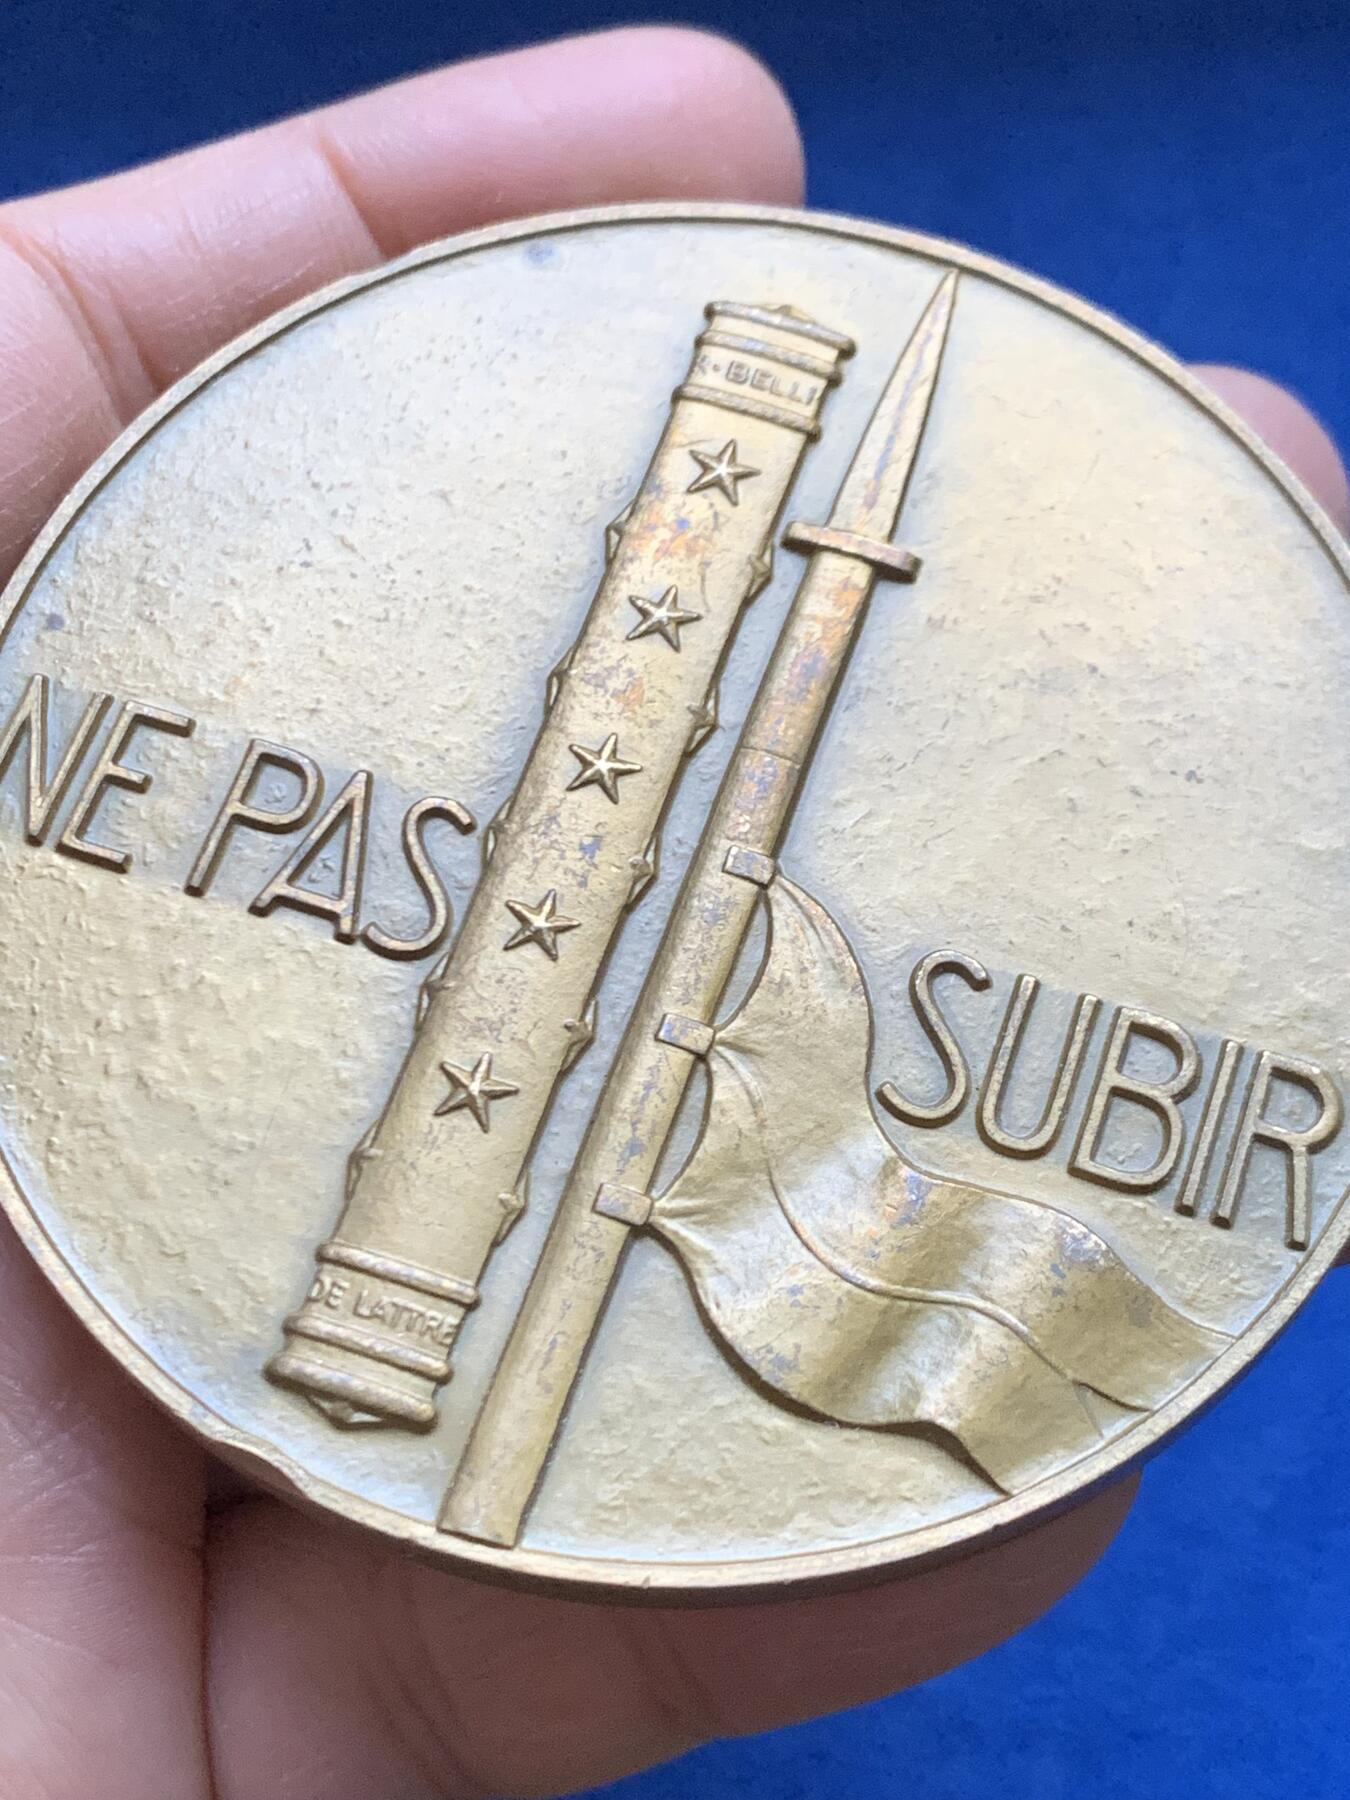 · BELLI
NE PAS
SUBIR
DE LATTRE